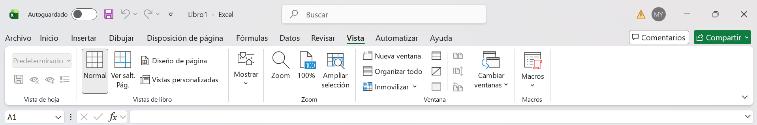 Autoguardado Libro1 - Excel Buscar MY
Archivo Inicio Insertar Dibujar Disposición de página Fórmulas Datos Revisar Vista Automatizar Ayuda Comentarios Compartir
Predeterminado
Vista de hoja
Normal
Ver salt. Pág.
Diseño de página
Vistas personalizadas
Vistas de libro
Mostrar
Zoom
100
100%
Ampliar selección
Zoom
Nueva ventana
Organizar todo
Inmovilizar
Cambiar ventanas
Ventana
Macros
Macros
A1 fx